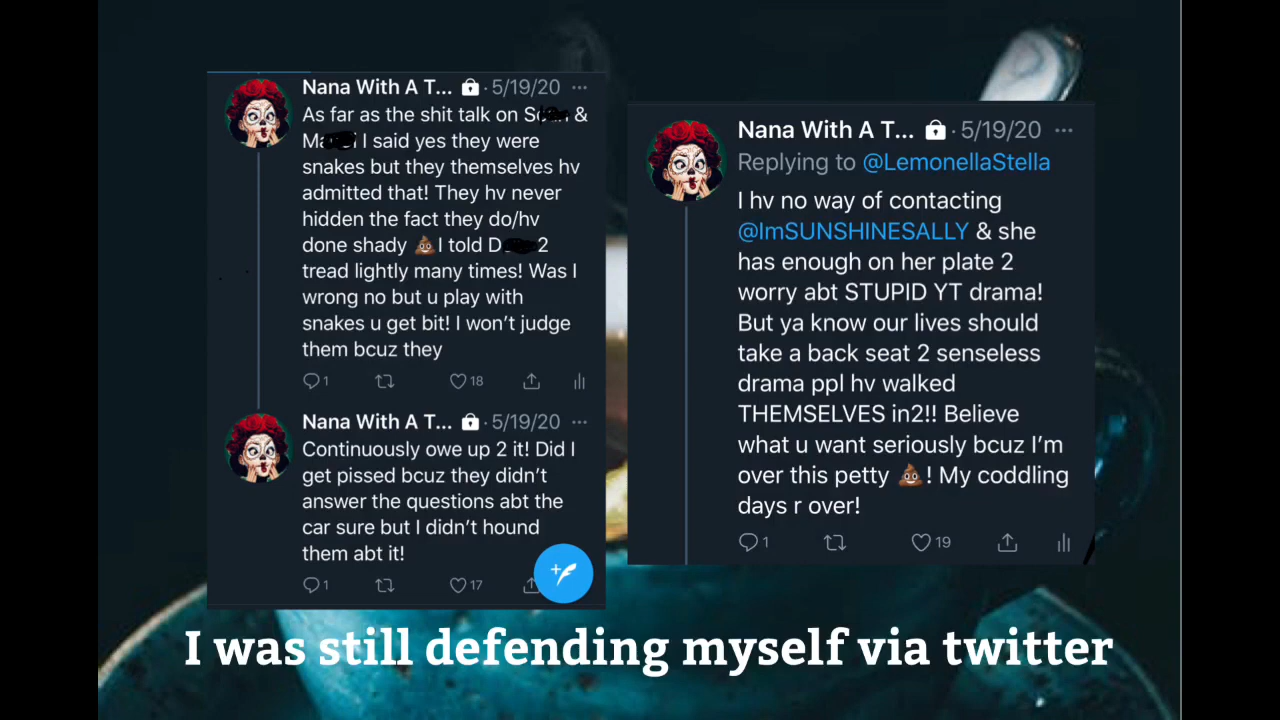 Nana With A T... · 5/19/20 ...
As far as the shit talk on S &
Ma I said yes they were
snakes but they themselves hv
admitted that! They hv never
hidden the fact they do/hv
done shady 💩I told D 2
tread lightly many times! Was I
wrong no but u play with
snakes u get bit! I won't judge
them bcuz they
1 18
Nana With A T... · 5/19/20 ...
Continuously owe up 2 it! Did I
get pissed bcuz they didn't
answer the questions abt the
car sure but I didn't hound
them abt it!
1 17
Nana With A T... · 5/19/20 ...
Replying to @LemonellaStella
I hv no way of contacting
@ImSUNSHINESALLY & she
has enough on her plate 2
worry abt STUPID YT drama!
But ya know our lives should
take a back seat 2 senseless
drama ppl hv walked
THEMSELVES in2!! Believe
what u want seriously bcuz I'm
over this petty 💩! My coddling
days r over!
1 19
I was still defending myself via twitter